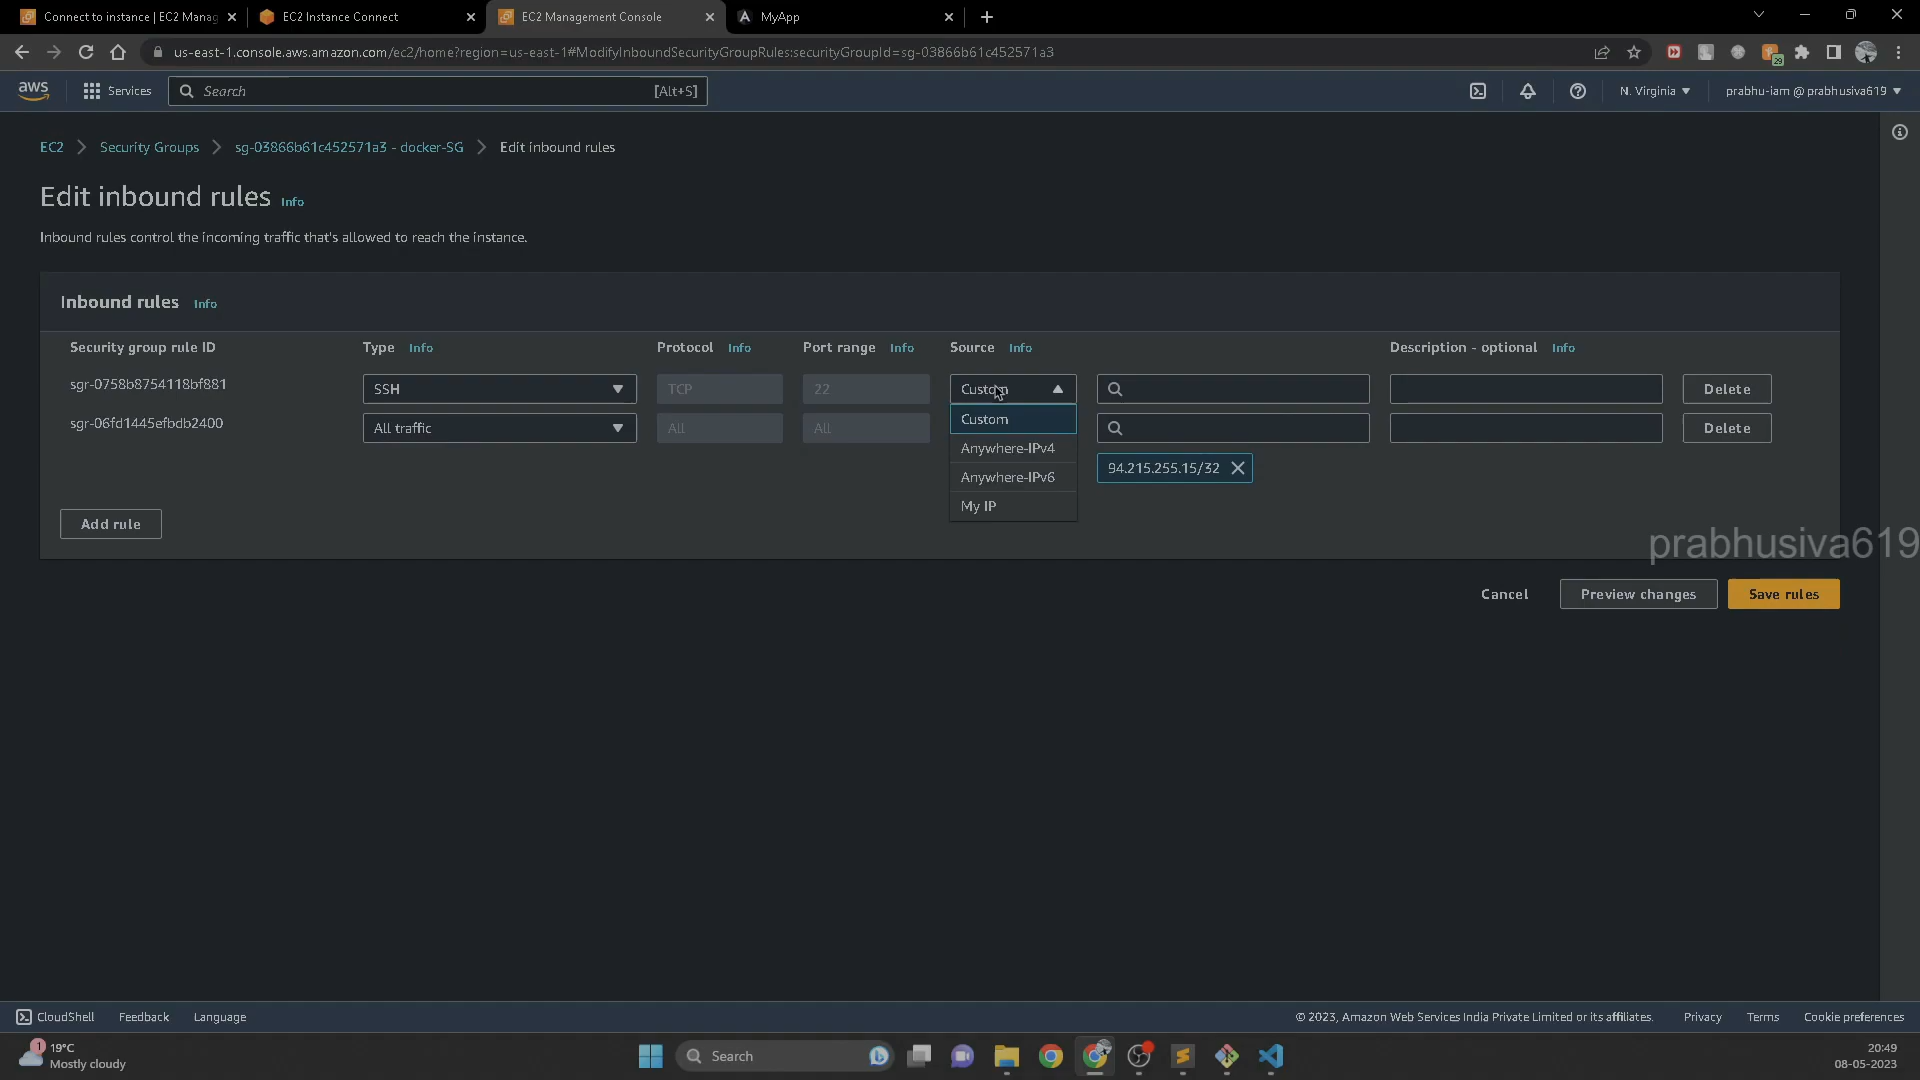 Connect to instance | EC2 Manag
EC2 Instance Connect
EC2 Management Console
MyApp
us-east-1.console.aws.amazon.com/ec2/home?region=us-east-1#ModifyInboundSecurityGroupRules:securityGroupId=sg-03866b61c452571a3
29
aws
Services
Search
[Alt+S]
N. Virginia
prabhu-iam @ prabhusiva619
EC2
Security Groups
sg-03866b61c452571a3 - docker-SG
Edit inbound rules
Edit inbound rules
Info
Inbound rules control the incoming traffic that's allowed to reach the instance.
Inbound rules
Info
Security group rule ID
Type
Info
Protocol
Info
Port range
Info
Source
Info
Description - optional
Info
sgr-0758b8754118bf881
SSH
TCP
22
Custom
Delete
sgr-06fd1445efbdb2400
All traffic
All
All
Custom
Anywhere-IPv4
Anywhere-IPv6
My IP
Delete
94.215.255.15/32
Add rule
prabhusiva619
Cancel
Preview changes
Save rules
CloudShell
Feedback
Language
© 2023, Amazon Web Services India Private Limited or its affiliates.
Privacy
Terms
Cookie preferences
1
19°C
Mostly cloudy
Search
20:49
08-05-2023